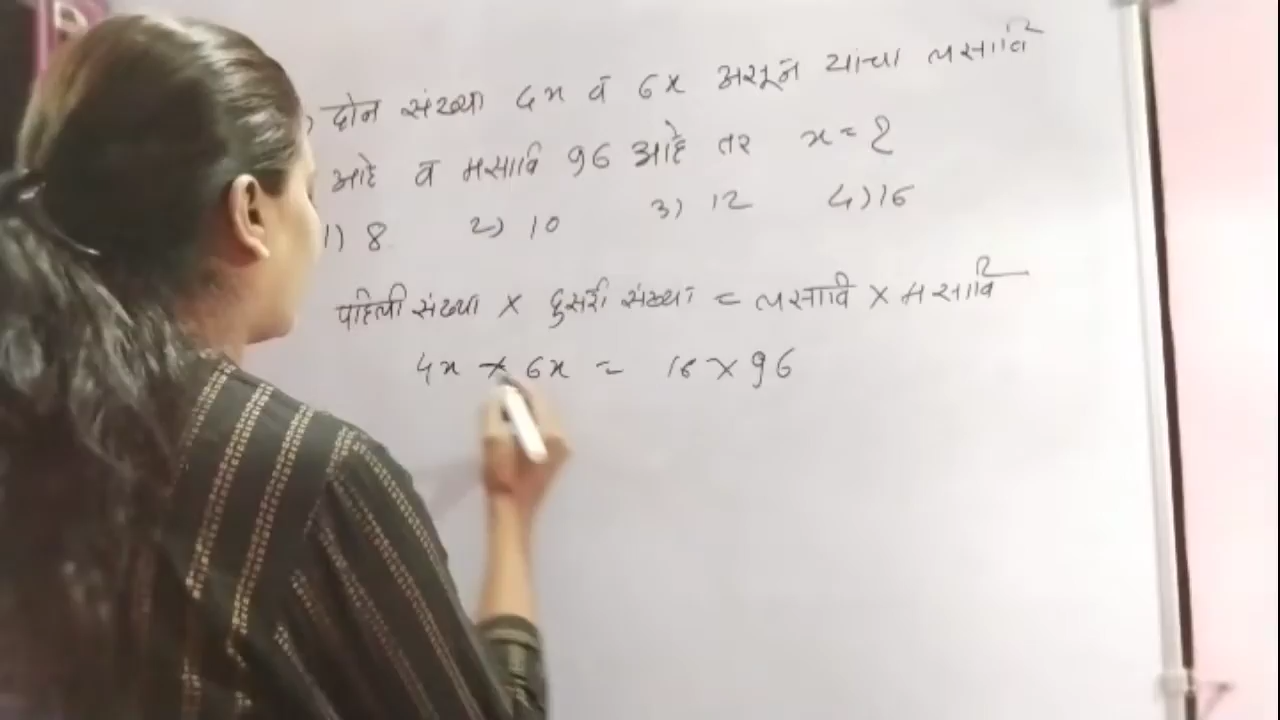 दोन संख्या 4x व 6x असून यांचा लसावि
आहे व मसावि 96 आहे तर x = ?
1) 8 2) 10 3) 12 4) 16
पहिली संख्या × दुसरी संख्या = लसावि × मसावि
4x × 6x = 16 × 96